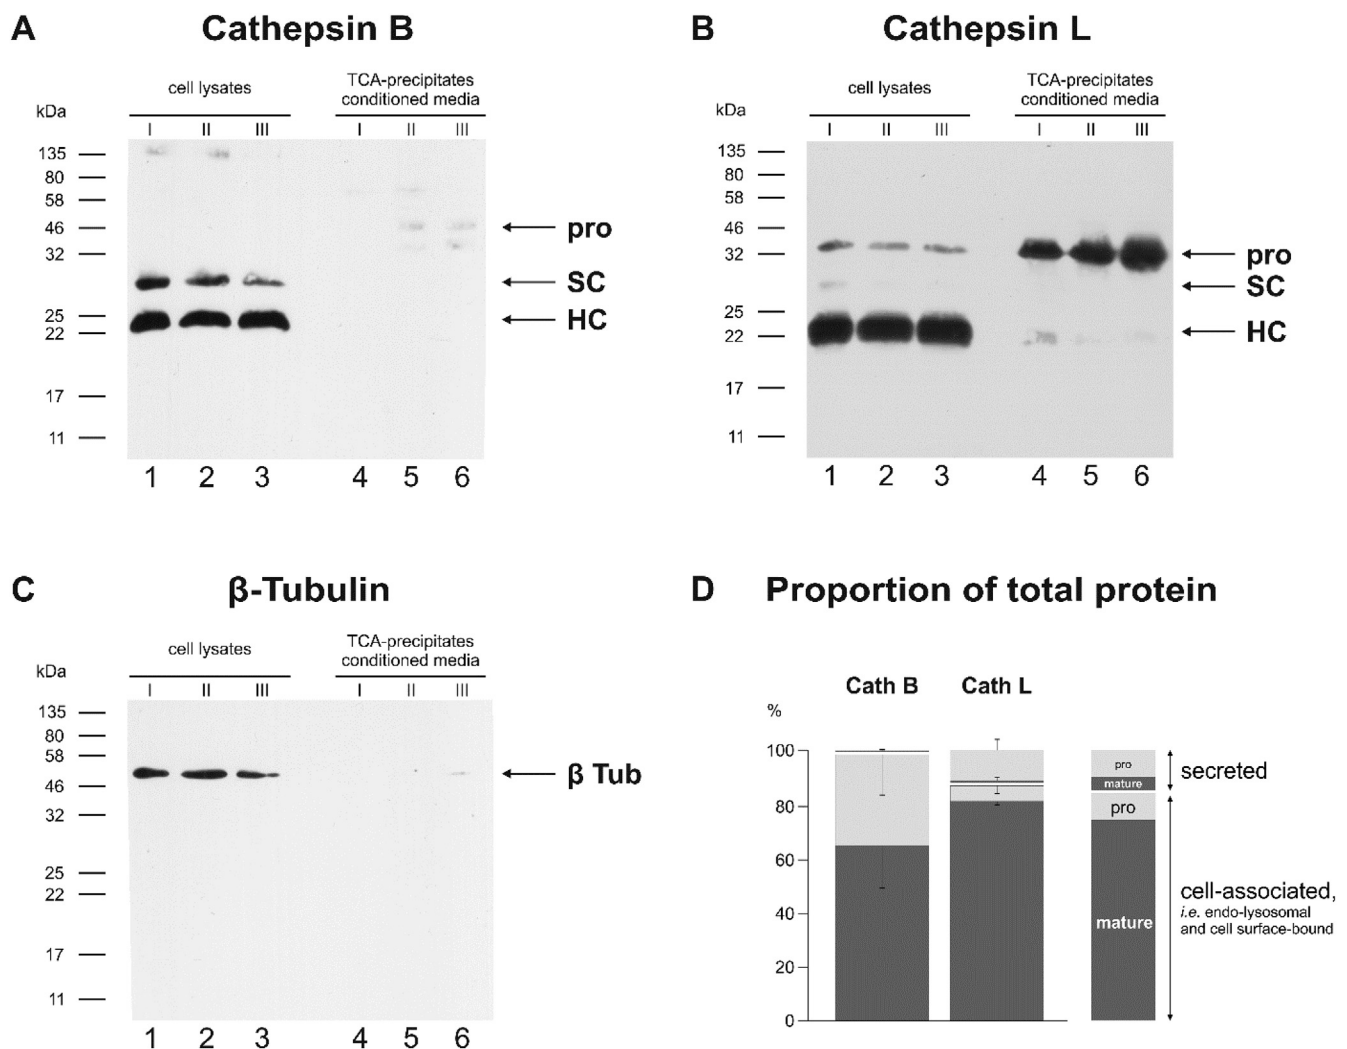 A
Cathepsin B
cell lysates
TCA-precipitates
conditioned media
kDa
I II III I II III
135
80
58
46
32
25
22
17
11
pro
SC
HC
1 2 3 4 5 6
B
Cathepsin L
cell lysates
TCA-precipitates
conditioned media
kDa
I II III I II III
135
80
58
46
32
25
22
17
11
pro
SC
HC
1 2 3 4 5 6
C
β-Tubulin
cell lysates
TCA-precipitates
conditioned media
kDa
I II III I II III
135
80
58
46
32
25
22
17
11
β Tub
1 2 3 4 5 6
D
Proportion of total protein
Cath B Cath L
%
100
80
60
40
20
0
pro
mature
pro
mature
secreted
cell-associated,
i.e. endo-lysosomal
and cell surface-bound